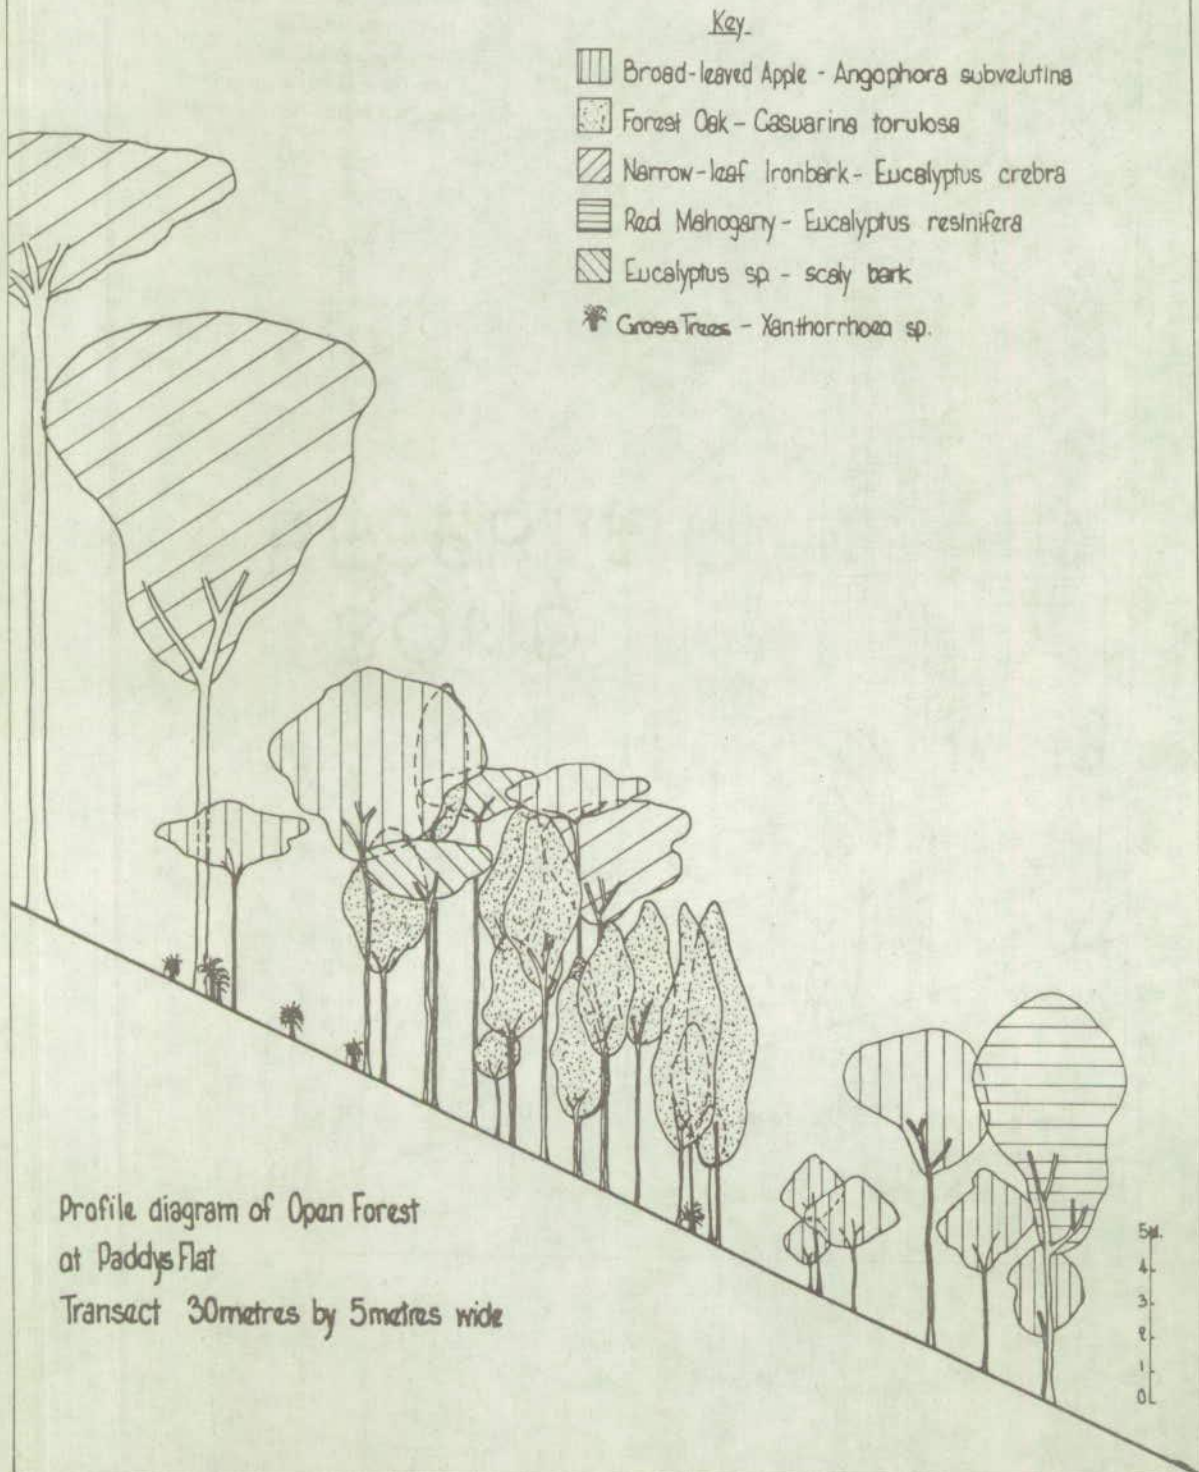 Key
Broad-leaved Apple - Angophora subvelutina
Forest Oak - Casuarina torulosa
Narrow-leaf Ironbark - Eucalyptus crebra
Red Mahogany - Eucalyptus resinifera
Eucalyptus sp. - scaly bark
Grass Trees - Xanthorrhoea sp.
Profile diagram of Open Forest
at Paddys Flat
Transect 30metres by 5metres wide
5m.
4
3
2
1
0